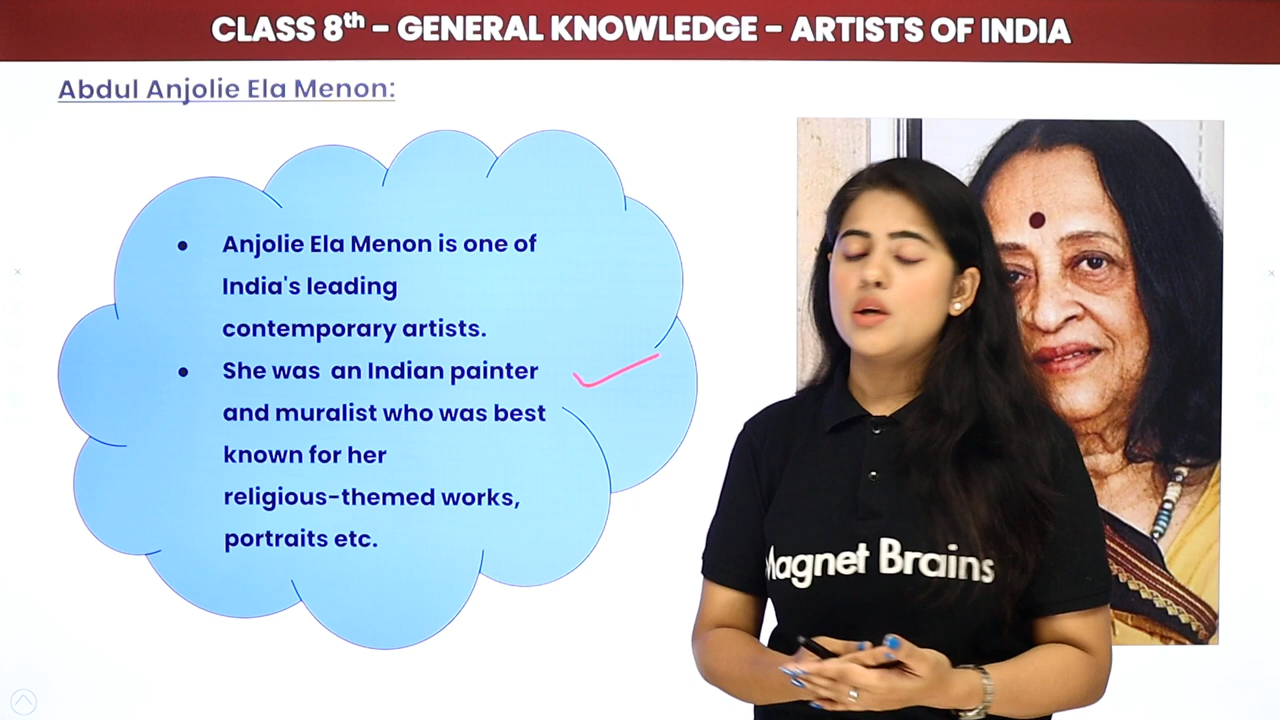 CLASS 8th - GENERAL KNOWLEDGE - ARTISTS OF INDIA
Abdul Anjolie Ela Menon:
• Anjolie Ela Menon is one of
India's leading
contemporary artists.
• She was an Indian painter
and muralist who was best
known for her
religious-themed works,
portraits etc.
Magnet Brains